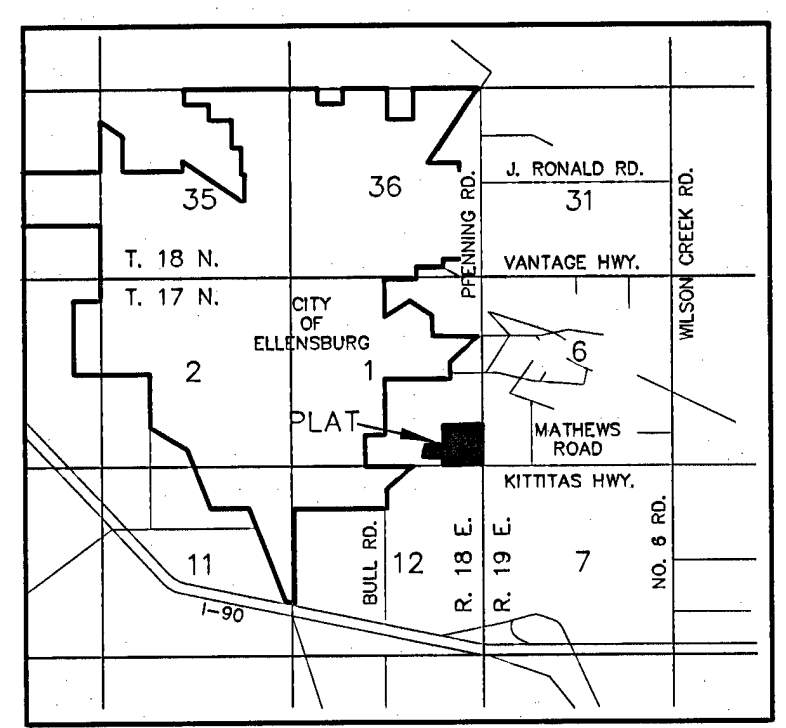 J. RONALD RD.
35
36
31
PFENNING RD.
WILSON CREEK RD.
T. 18 N.
VANTAGE HWY.
T. 17 N.
CITY
OF
ELLENSBURG
2
1
6
PLAT
MATHEWS
ROAD
KITTITAS HWY.
11
BULL RD.
12
R. 18 E.
R. 19 E.
7
NO. 6 RD.
I-90